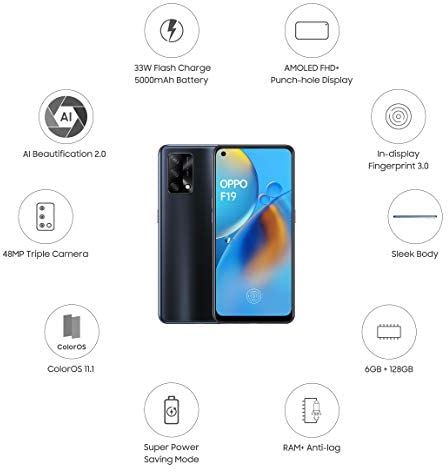 33W Flash Charge
5000mAh Battery
AMOLED FHD+
Punch-hole Display
AI
AI Beautification 2.0
In-display
Fingerprint 3.0
OPPO
F19
48MP Triple Camera
Sleek Body
ColorOS
ColorOS 11.1
6GB + 128GB
Super Power
Saving Mode
RAM+ Anti-lag